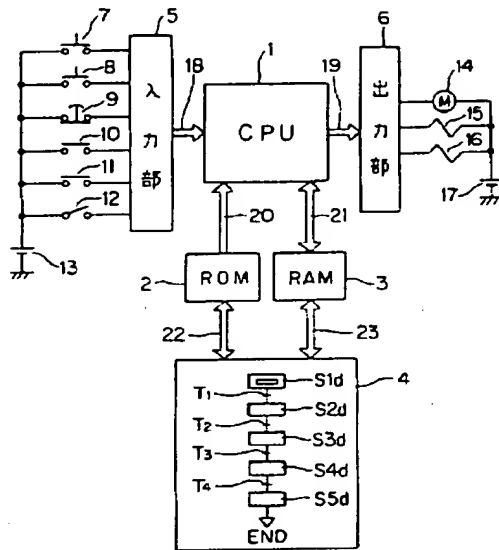 7
5
6
8
1
14
9
入力部
18
CPU
19
出力部
M
15
10
16
11
12
17
13
20
21
2
ROM
RAM
3
22
23
S1d
4
T1
S2d
T2
S3d
T3
S4d
T4
S5d
END